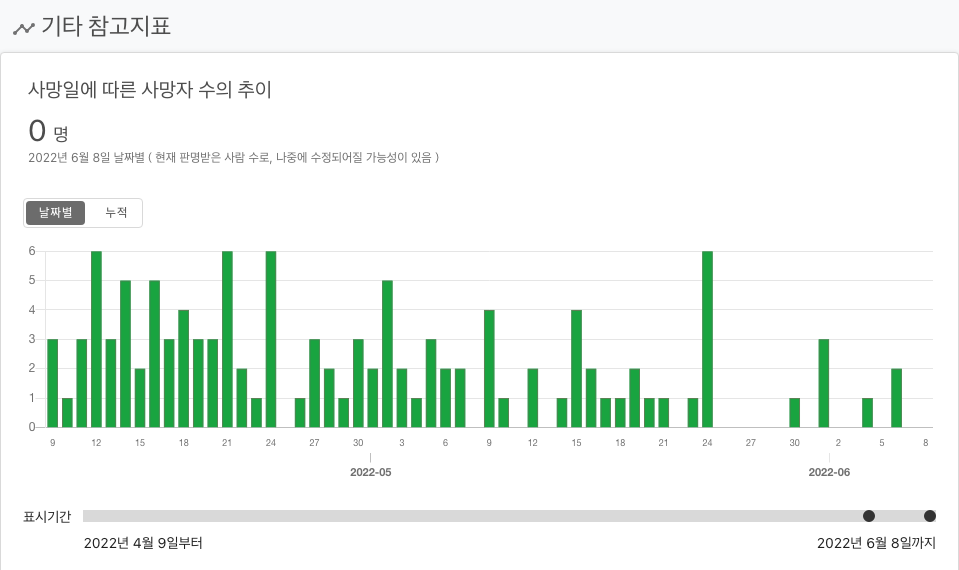 기타 참고지표
사망일에 따른 사망자 수의 추이
0 명
2022년 6월 8일 날짜별 ( 현재 판명받은 사람 수로, 나중에 수정되어질 가능성이 있음 )
날짜별 누적
6
5
4
3
2
1
0
9 12 15 18 21 24 27 30 3 6 9 12 15 18 21 24 27 30 2 5 8
2022-05 2022-06
표시기간
2022년 4월 9일부터 2022년 6월 8일까지